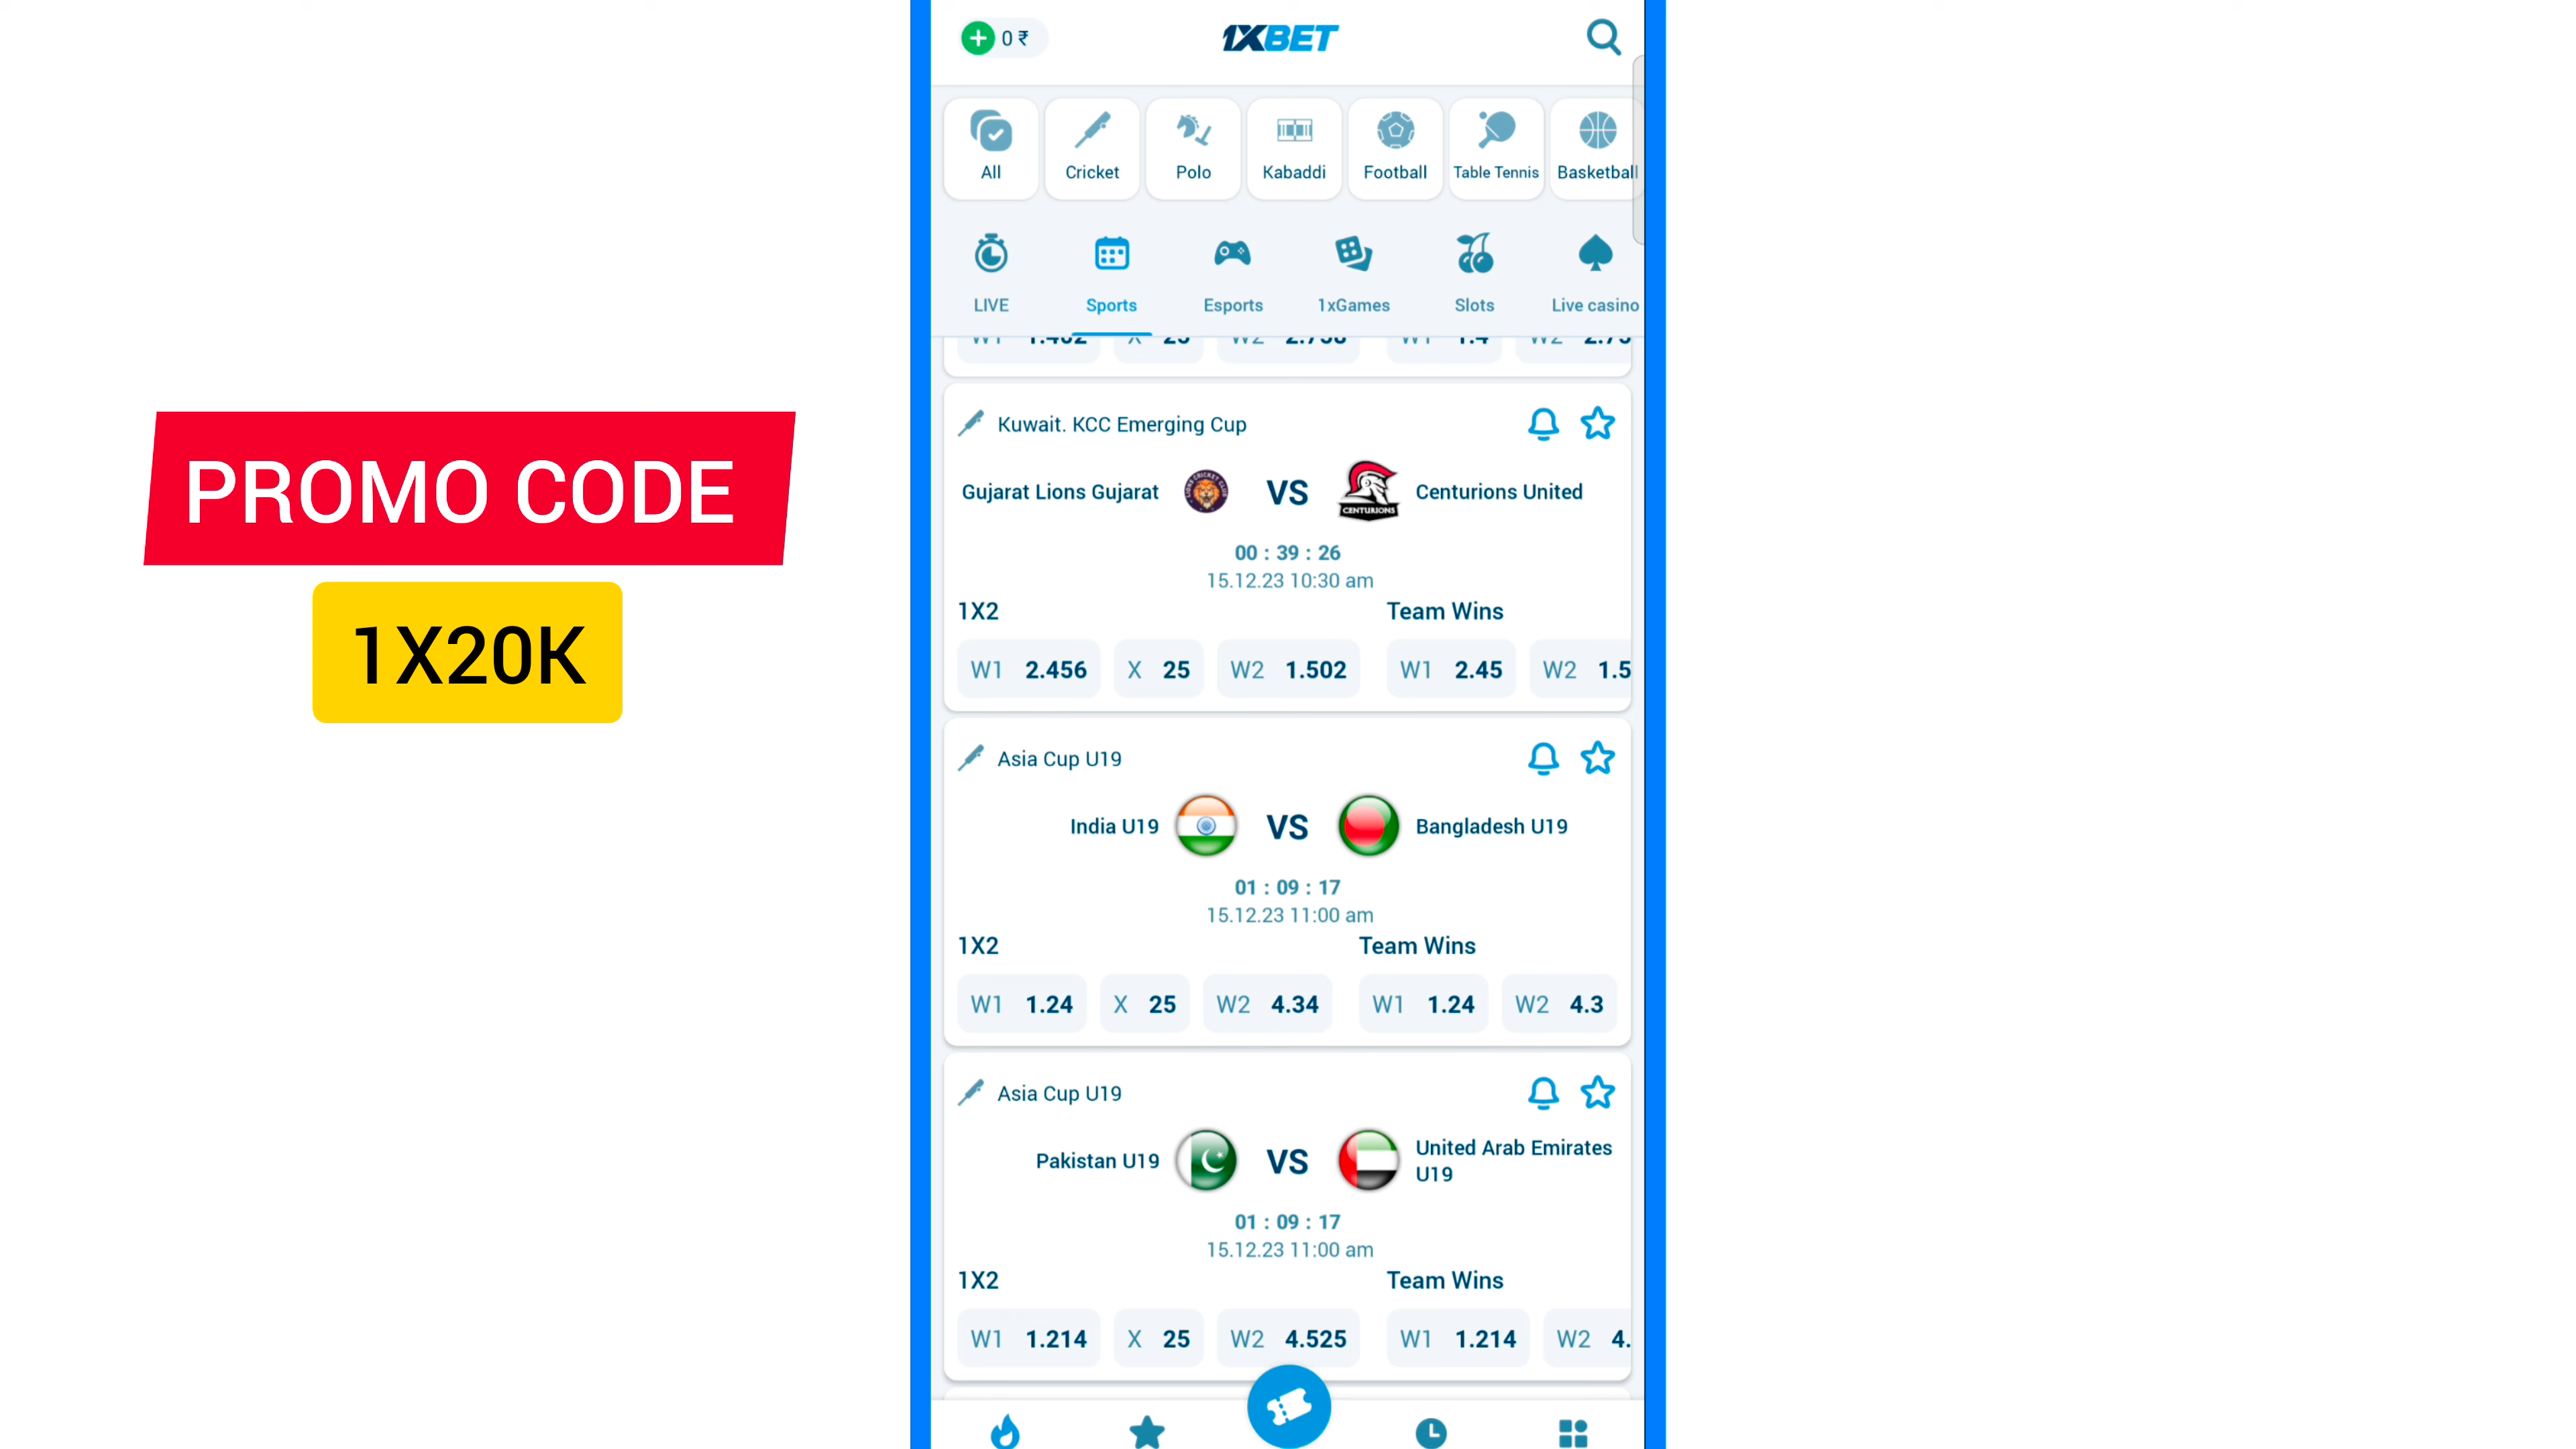 PROMO CODE
1X20K
0 ₹
1XBET
All
Cricket
Polo
Kabaddi
Football
Table Tennis
Basketball
LIVE
Sports
Esports
1xGames
Slots
Live casino
Kuwait. KCC Emerging Cup
Gujarat Lions Gujarat
VS
CENTURIONS
Centurions United
00 : 39 : 26
15.12.23 10:30 am
1X2
Team Wins
W1 2.456 X 25 W2 1.502 W1 2.45 W2 1.5
Asia Cup U19
India U19 VS Bangladesh U19
01 : 09 : 17
15.12.23 11:00 am
1X2
Team Wins
W1 1.24 X 25 W2 4.34 W1 1.24 W2 4.3
Asia Cup U19
Pakistan U19 VS United Arab Emirates
U19
01 : 09 : 17
15.12.23 11:00 am
1X2
Team Wins
W1 1.214 X 25 W2 4.525 W1 1.214 W2 4.